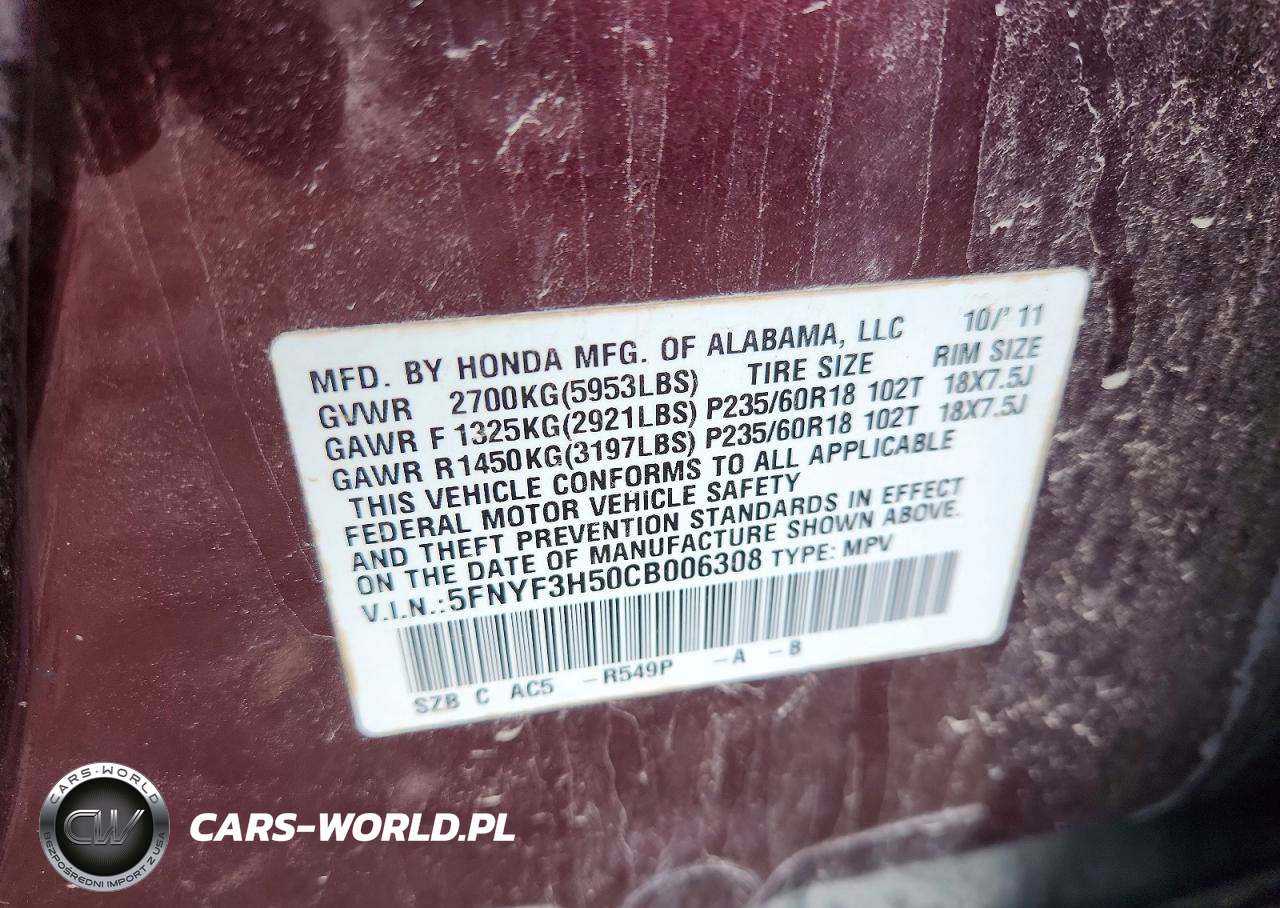 MFD. BY HONDA MFG. OF ALABAMA, LLC 10/' 11
GVWR 2700KG(5953LBS) TIRE SIZE RIM SIZE
GAWR F 1325KG(2921LBS) P235/60R18 102T 18X7.5J
GAWR R1450KG(3197LBS) P235/60R18 102T 18X7.5J
THIS VEHICLE CONFORMS TO ALL APPLICABLE
FEDERAL MOTOR VEHICLE SAFETY
AND THEFT PREVENTION STANDARDS IN EFFECT
ON THE DATE OF MANUFACTURE SHOWN ABOVE.
V.I.N.:5FNYF3H50CB006308 TYPE: MPV
SZB C AC5 –R549P –A –B
CARS-WORLD
CW
BEZPOŚREDNI IMPORT Z USA
CARS-WORLD.PL